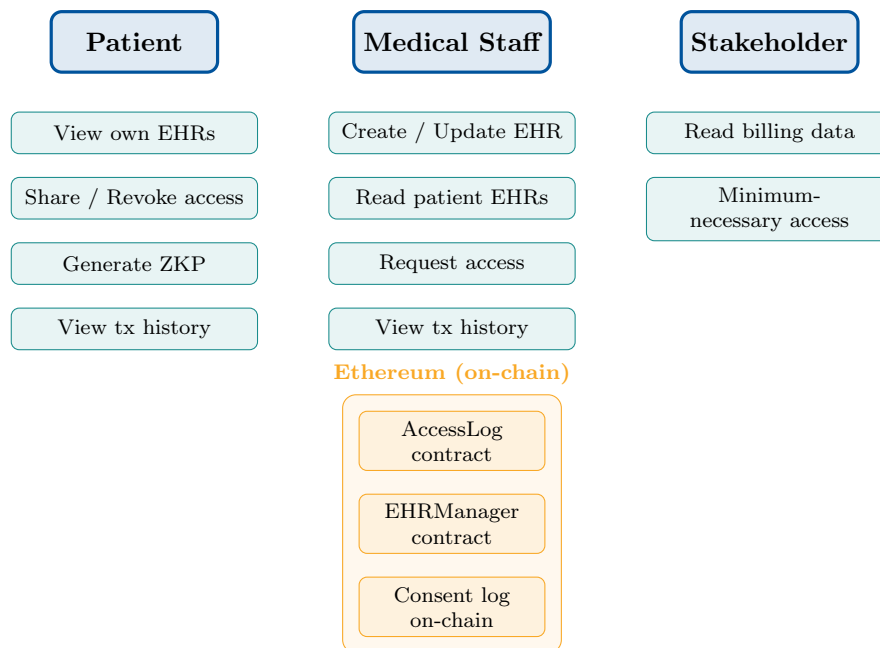 Patient
View own EHRs
Share / Revoke access
Generate ZKP
View tx history
Medical Staff
Create / Update EHR
Read patient EHRs
Request access
View tx history
Stakeholder
Read billing data
Minimum-
necessary access
Ethereum (on-chain)
AccessLog
contract
EHRManager
contract
Consent log
on-chain